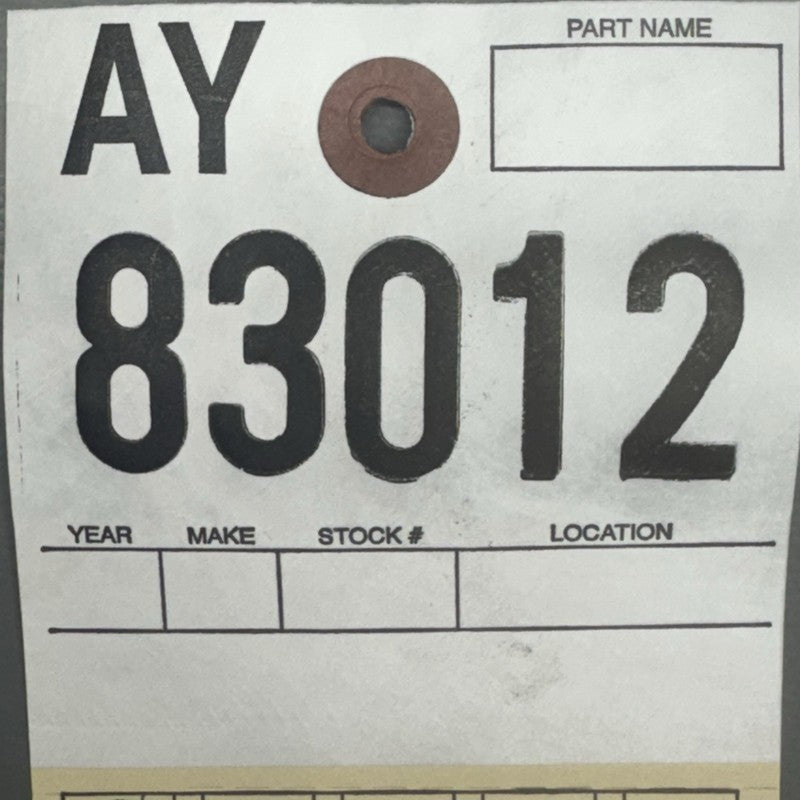 AY PART NAME
83012
YEAR MAKE STOCK # LOCATION